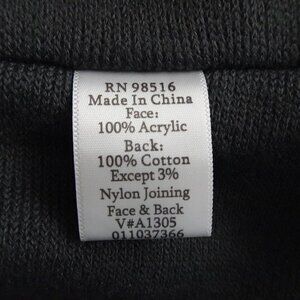 RN 98516
Made In China
Face:
100% Acrylic
Back:
100% Cotton
Except 3%
Nylon Joining
Face & Back
V#A1305
011037366